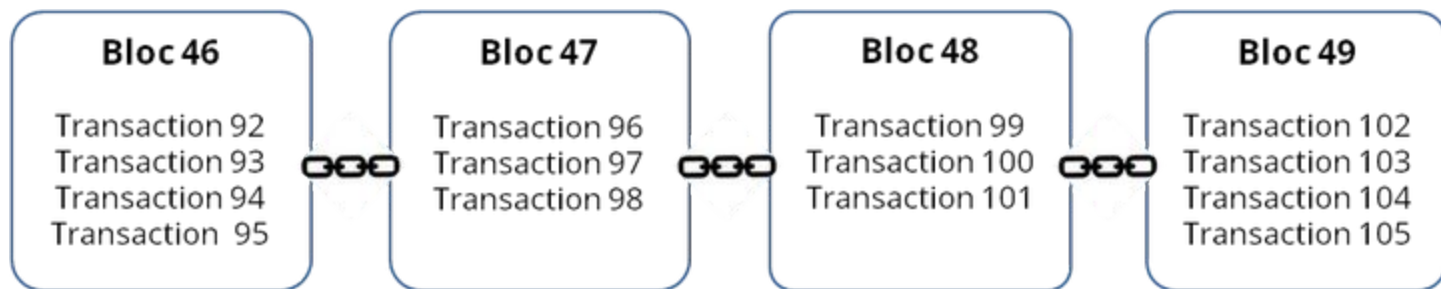 Bloc 46
Transaction 92
Transaction 93
Transaction 94
Transaction 95
Bloc 47
Transaction 96
Transaction 97
Transaction 98
Bloc 48
Transaction 99
Transaction 100
Transaction 101
Bloc 49
Transaction 102
Transaction 103
Transaction 104
Transaction 105